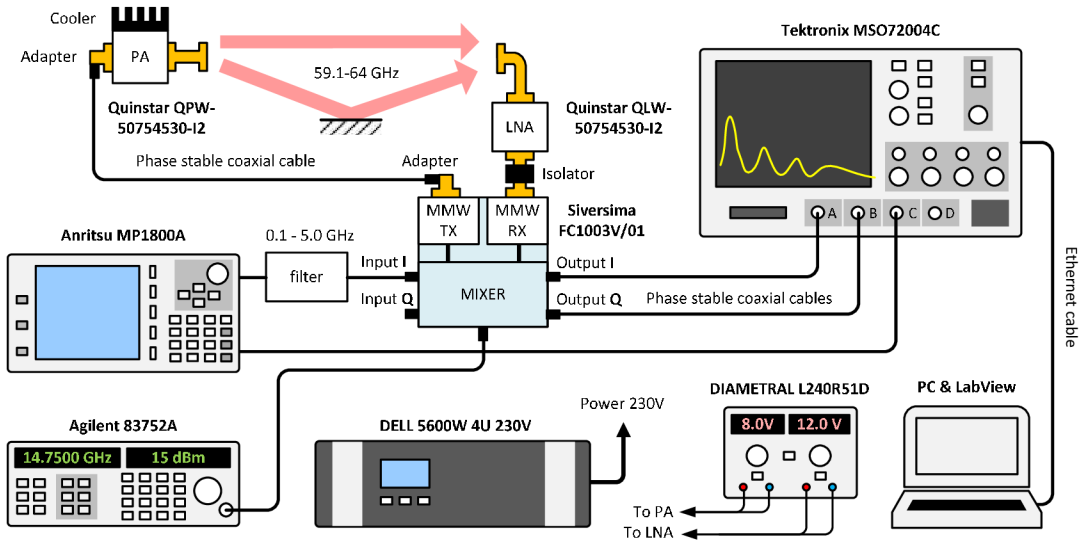 Cooler
Adapter
PA
Quinstar QPW-
50754530-I2
59.1-64 GHz
LNA
Quinstar QLW-
50754530-I2
Tektronix MSO72004C
A
B
C
D
Phase stable coaxial cable
Adapter
Isolator
MMW
TX
MMW
RX
Siversima
FC1003V/01
Anritsu MP1800A
0.1 - 5.0 GHz
filter
Input I
Input Q
MIXER
Output I
Output Q
Phase stable coaxial cables
Ethernet cable
Agilent 83752A
14.7500 GHz
15 dBm
DELL 5600W 4U 230V
Power 230V
DIAMETRAL L240R51D
8.0V
12.0 V
To PA
To LNA
PC & LabView